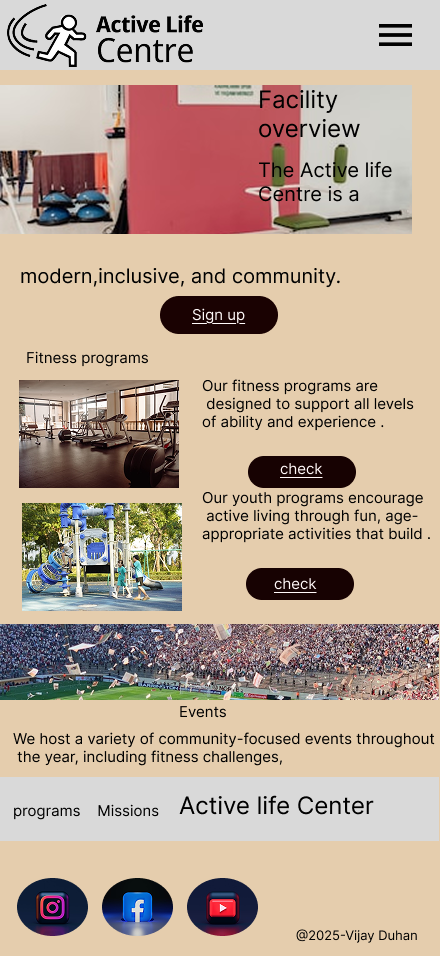 Active Life
Centre
Facility
overview
The Active life
Centre is a
modern,inclusive, and community.
Sign up
Fitness programs
Our fitness programs are
designed to support all levels
of ability and experience .
check
Our youth programs encourage
active living through fun, age-
appropriate activities that build .
check
Events
We host a variety of community-focused events throughout
the year, including fitness challenges,
programs
Missions
Active life Center
@2025-Vijay Duhan